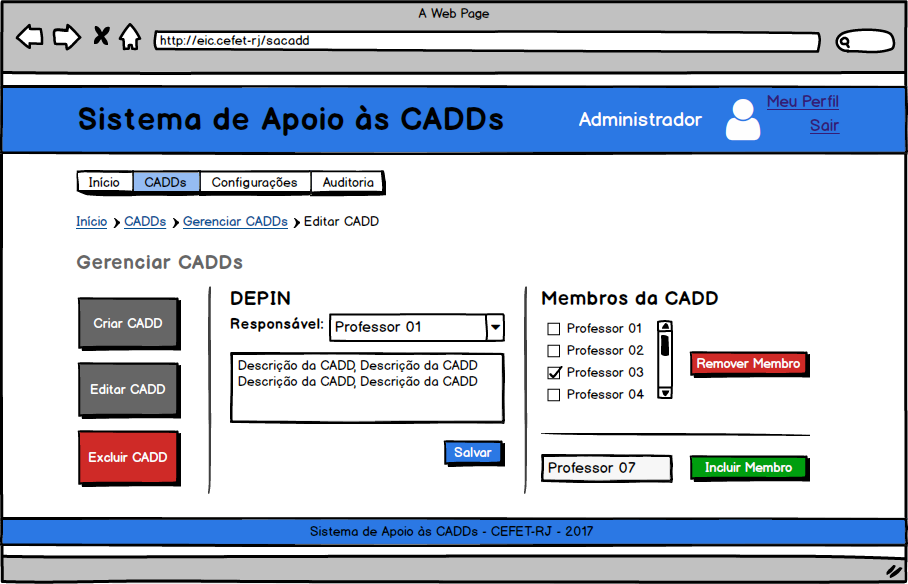 A Web Page
http://eic.cefet-rj/sacadd
Sistema de Apoio às CADDs
Administrador
Meu Perfil
Sair
Início CADDs Configurações Auditoria
Início > CADDs > Gerenciar CADDs > Editar CADD
Gerenciar CADDs
Criar CADD
Editar CADD
Excluir CADD
DEPIN
Responsável: Professor 01
Descrição da CADD, Descrição da CADD
Descrição da CADD, Descrição da CADD
Salvar
Membros da CADD
Professor 01
Professor 02
Professor 03
Professor 04
Remover Membro
Professor 07
Incluir Membro
Sistema de Apoio às CADDs - CEFET-RJ - 2017